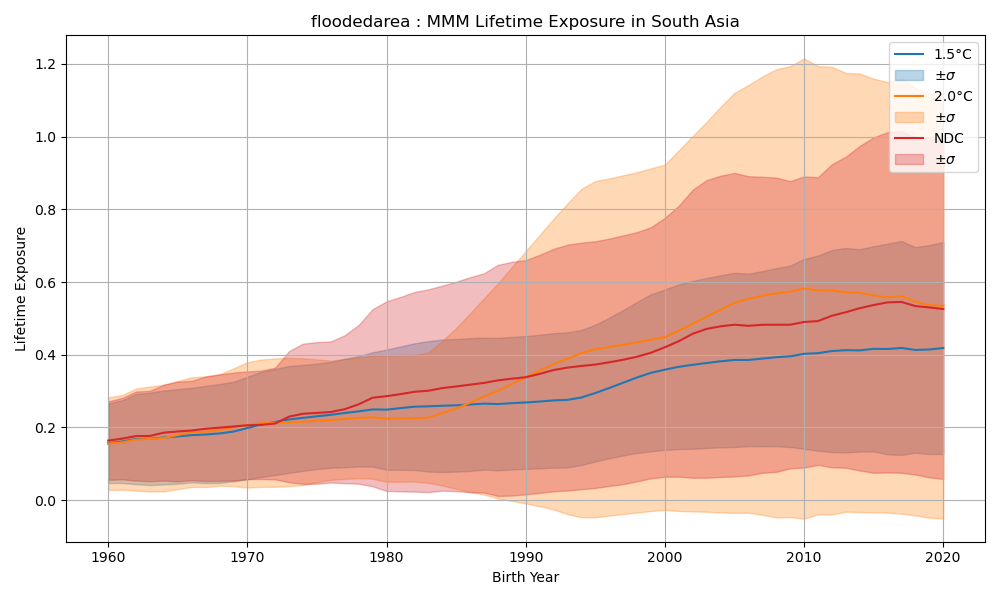 floodedarea : MMM Lifetime Exposure in South Asia
Lifetime Exposure
1.2
1.0
0.8
0.6
0.4
0.2
0.0
1.5°C
±σ
2.0°C
±σ
NDC
±σ
1960 1970 1980 1990 2000 2010 2020
Birth Year